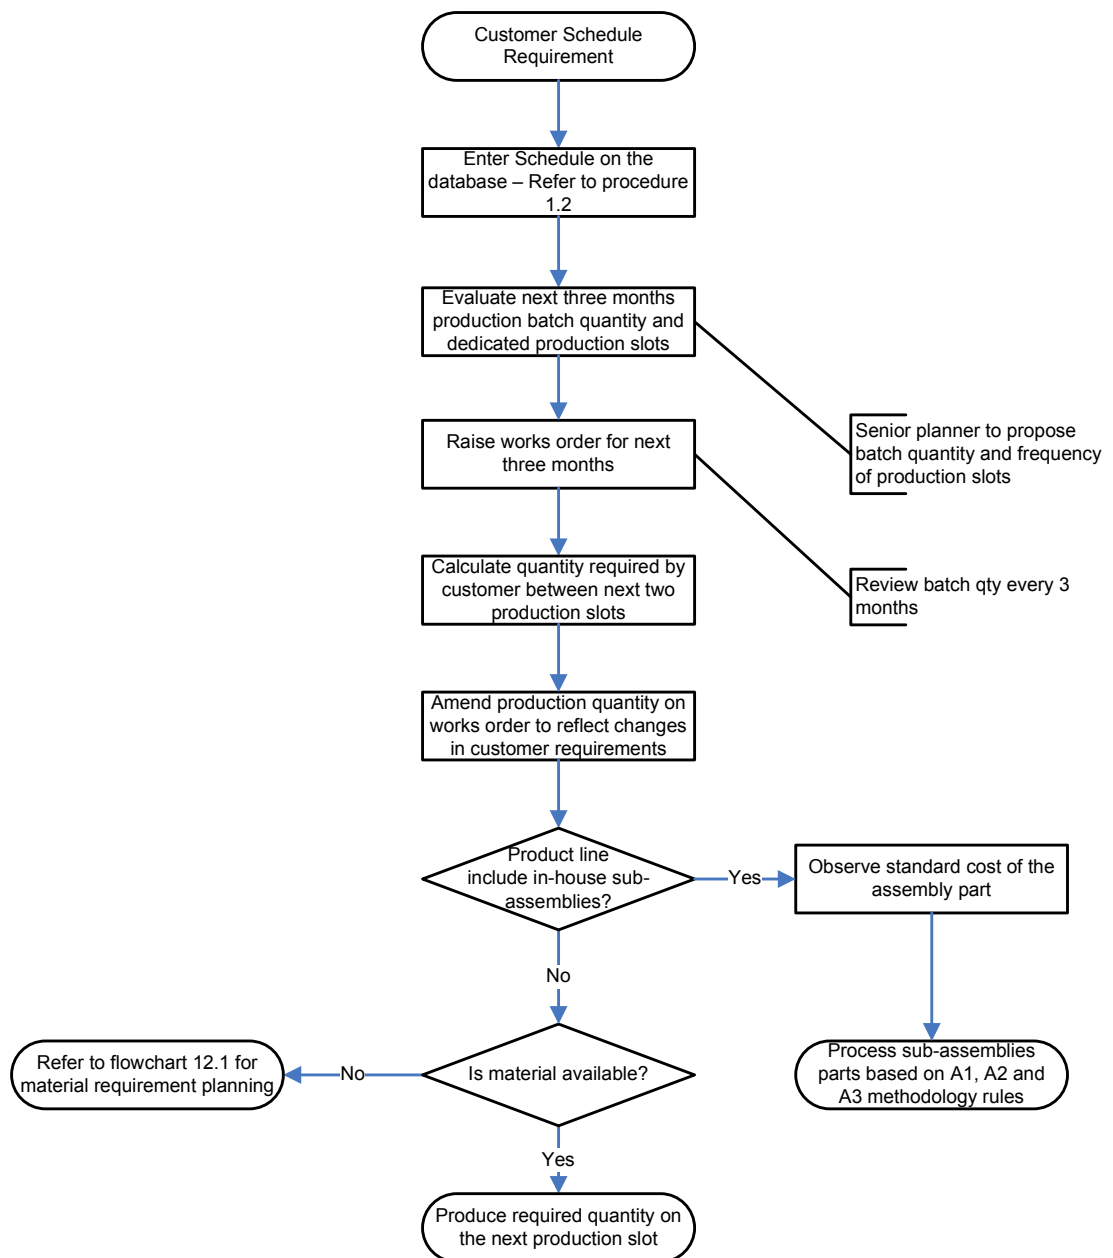 Customer Schedule
Requirement
Enter Schedule on the
database – Refer to procedure
1.2
Evaluate next three months
production batch quantity and
dedicated production slots
Senior planner to propose
batch quantity and frequency
of production slots
Raise works order for next
three months
Review batch qty every 3
months
Calculate quantity required by
customer between next two
production slots
Amend production quantity on
works order to reflect changes
in customer requirements
Product line
include in-house sub-
assemblies?
Yes
Observe standard cost of the
assembly part
No
Process sub-assemblies
parts based on A1, A2 and
A3 methodology rules
Is material available?
No
Refer to flowchart 12.1 for
material requirement planning
Yes
Produce required quantity on
the next production slot